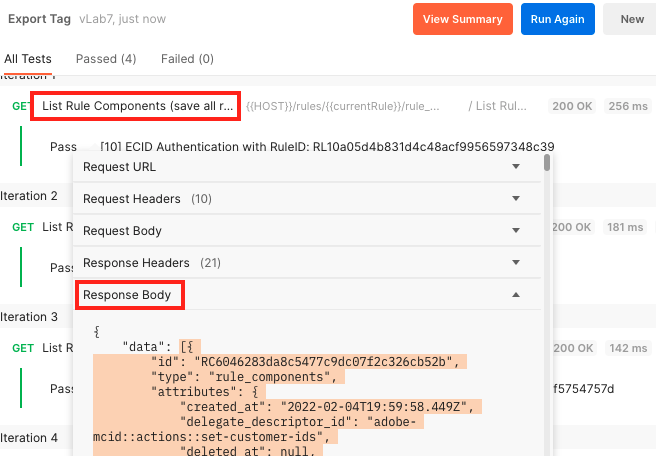 Export Tag vLab7, just now View Summary Run Again New
All Tests Passed (4) Failed (0)
Iteration 1
GET List Rule Components (save all r... {{HOST}}/rules/{{currentRule}}/rule_... / List Rul... 200 OK 256 ms
Pass [10] ECID Authentication with RuleID: RL10a05d4b831d4c48acf9956597348c39
Request URL
Iteration 2
Request Headers (10)
GET List R
Request Body
200 OK 181 ms
Pass
Response Headers (21)
Response Body
Iteration 3
{
GET List R
"data": [{
200 OK 142 ms
"id": "RC6046283da8c5477c9dc07f2c326cb52b",
"type": "rule_components",
Pass
"attributes": {
f5754757d
"created_at": "2022-02-04T19:59:58.449Z",
"delegate_descriptor_id": "adobe-
mcid::actions::set-customer-ids",
Iteration 4
"deleted_at": null,